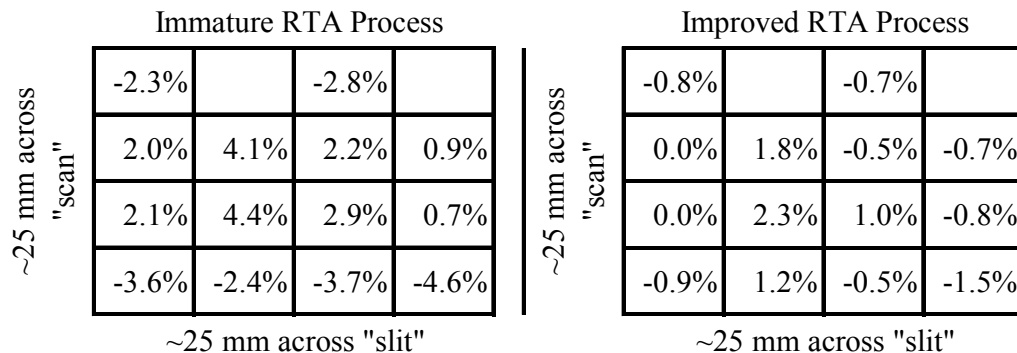 Immature RTA Process
~25 mm across
"scan"
-2.3% -2.8%
2.0% 4.1% 2.2% 0.9%
2.1% 4.4% 2.9% 0.7%
-3.6% -2.4% -3.7% -4.6%
~25 mm across "slit"
Improved RTA Process
~25 mm across
"scan"
-0.8% -0.7%
0.0% 1.8% -0.5% -0.7%
0.0% 2.3% 1.0% -0.8%
-0.9% 1.2% -0.5% -1.5%
~25 mm across "slit"